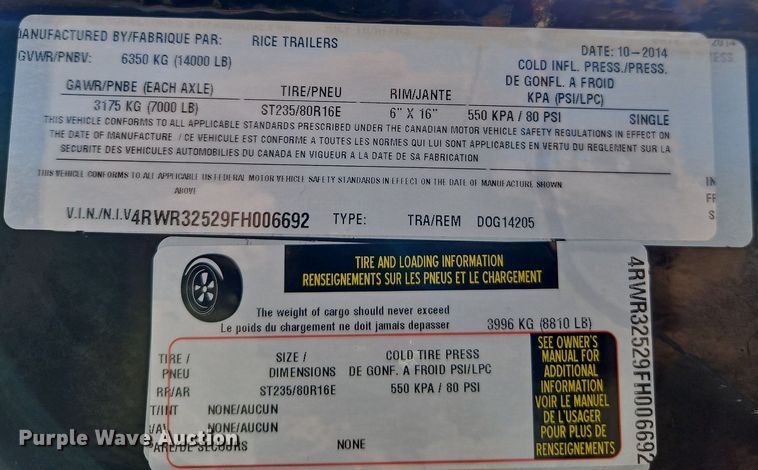 MANUFACTURED BY/FABRIQUE PAR: RICE TRAILERS DATE: 10-2014
GVWR/PNBV: 6350 KG (14000 LB) COLD INFL. PRESS./PRESS.
GAWR/PNBE (EACH AXLE) TIRE/PNEU RIM/JANTE DE GONFL. A FROID
KPA (PSI/LPC)
3175 KG (7000 LB) ST235/80R16E 6" X 16" 550 KPA / 80 PSI SINGLE
THIS VEHICLE CONFORMS TO ALL APPLICABLE STANDARDS PRESCRIBED UNDER THE CANADIAN MOTOR VEHICLE SAFETY REGULATIONS IN EFFECT ON
THE DATE OF MANUFACTURE / CE VEHICULE EST CONFORME A TOUTES LES NORMES QUI LUI SONT APPLICABLES EN VERTU DU REGLEMENT SUR LA
SECURITE DES VEHICULES AUTOMOBILES DU CANADA EN VIGUEUR A LA DATE DE SA FABRICATION
THIS VEHICLE CONFORMS TO ALL APPLICABLE US FEDERAL MOTOR VEHICLE SAFETY STANDARDS IN EFFECT ON THE DATE OF MANUFACTURE SHOWN
ABOVE
V.I.N./N.I.V. 4RWR32529FH006692 TYPE: TRA/REM DOG14205
TIRE AND LOADING INFORMATION
RENSEIGNEMENTS SUR LES PNEUS ET LE CHARGEMENT
The weight of cargo should never exceed
Le poids du chargement ne doit jamais depasser 3996 KG (8810 LB)
TIRE / SIZE / COLD TIRE PRESS
PNEU DIMENSIONS DE GONF. A FROID PSI/LPC
RR/AR ST235/80R16E 550 KPA / 80 PSI
T/INT NONE/AUCUN
NONE/AUCUN
NONE
SEE OWNER'S
MANUAL FOR
ADDITIONAL
INFORMATION
VOIR LE MANUEL
DE L'USAGER
POUR PLUS DE
RENSEIGNEMENTS
4RWR32529FH006692
Purple Wave Auction